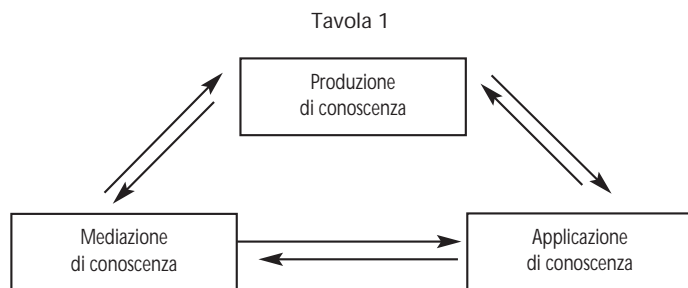 Tavola 1
Produzione
di conoscenza
Mediazione
di conoscenza
Applicazione
di conoscenza